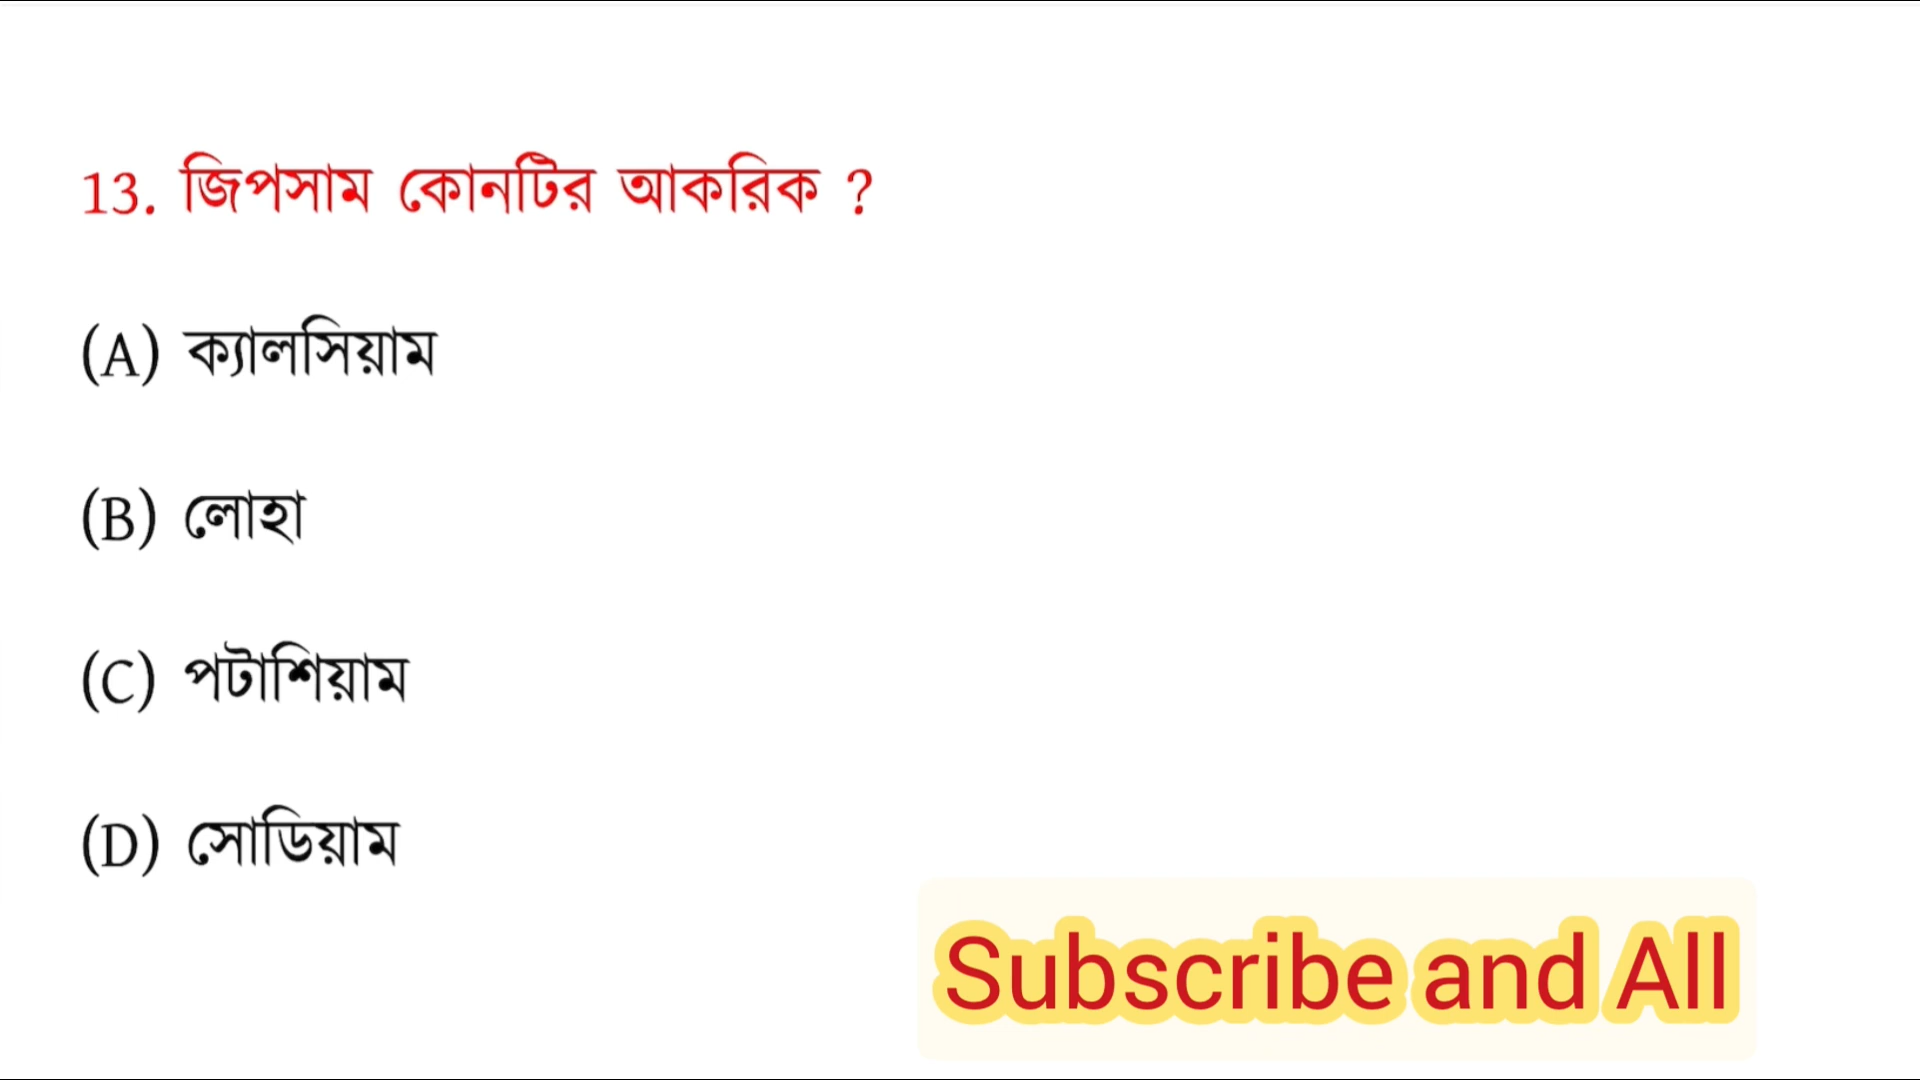 13. জিপসাম কোনটির আকরিক ?
(A) ক্যালসিয়াম
(B) লোহা
(C) পটাশিয়াম
(D) সোডিয়াম
Subscribe and All